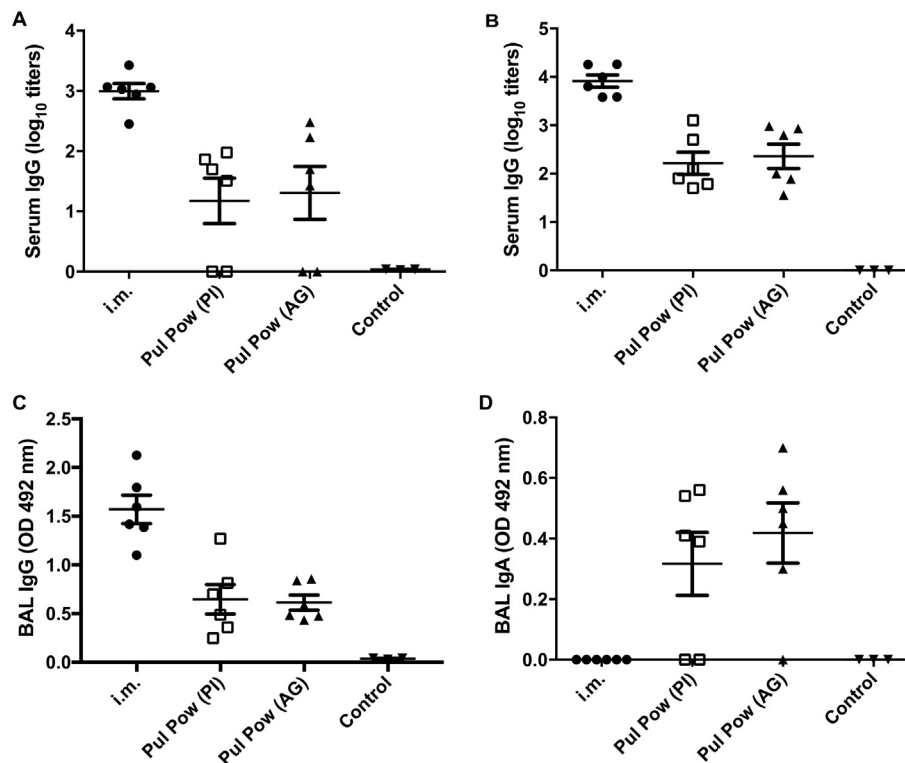 A
Serum IgG (log10 titers)
4
3
2
1
0
i.m.
Pul Pow (PI)
Pul Pow (AG)
Control
B
Serum IgG (log10 titers)
5
4
3
2
1
0
i.m.
Pul Pow (PI)
Pul Pow (AG)
Control
C
BAL IgG (OD 492 nm)
2.5
2.0
1.5
1.0
0.5
0.0
i.m.
Pul Pow (PI)
Pul Pow (AG)
Control
D
BAL IgA (OD 492 nm)
0.8
0.6
0.4
0.2
0.0
i.m.
Pul Pow (PI)
Pul Pow (AG)
Control